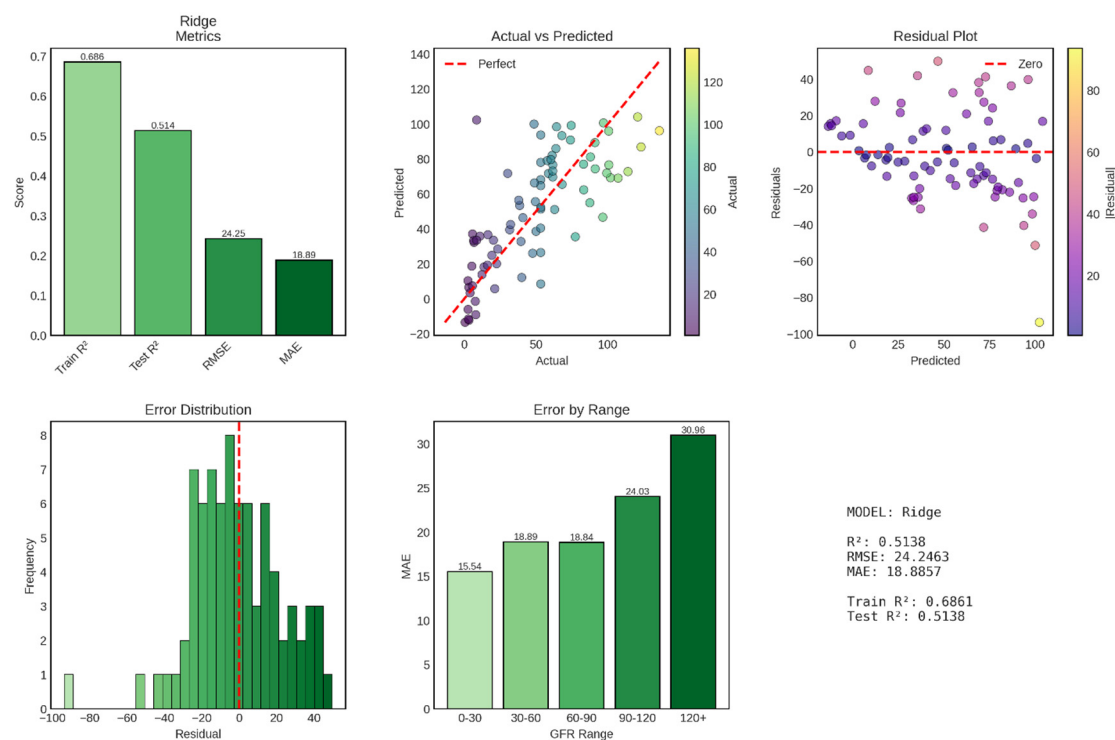 Ridge
Metrics
0.7
0.6
0.5
0.4
0.3
0.2
0.1
0.0
Score
0.686
0.514
24.25
18.89
Train R²
Test R²
RMSE
MAE
Actual vs Predicted
Perfect
140
120
100
80
60
40
20
0
−20
Predicted
0
50
100
Actual
120
100
80
60
40
20
Actual
Residual Plot
Zero
40
20
0
−20
−40
−60
−80
−100
Residuals
0
25
50
75
100
Predicted
80
60
40
20
|Residual|
Error Distribution
8
7
6
5
4
3
2
1
0
Frequency
−100
−80
−60
−40
−20
0
20
40
Residual
Error by Range
30
25
20
15
10
5
0
MAE
15.54
18.89
18.84
24.03
30.96
0-30
30-60
60-90
90-120
120+
GFR Range
MODEL: Ridge
R²: 0.5138
RMSE: 24.2463
MAE: 18.8857
Train R²: 0.6861
Test R²: 0.5138